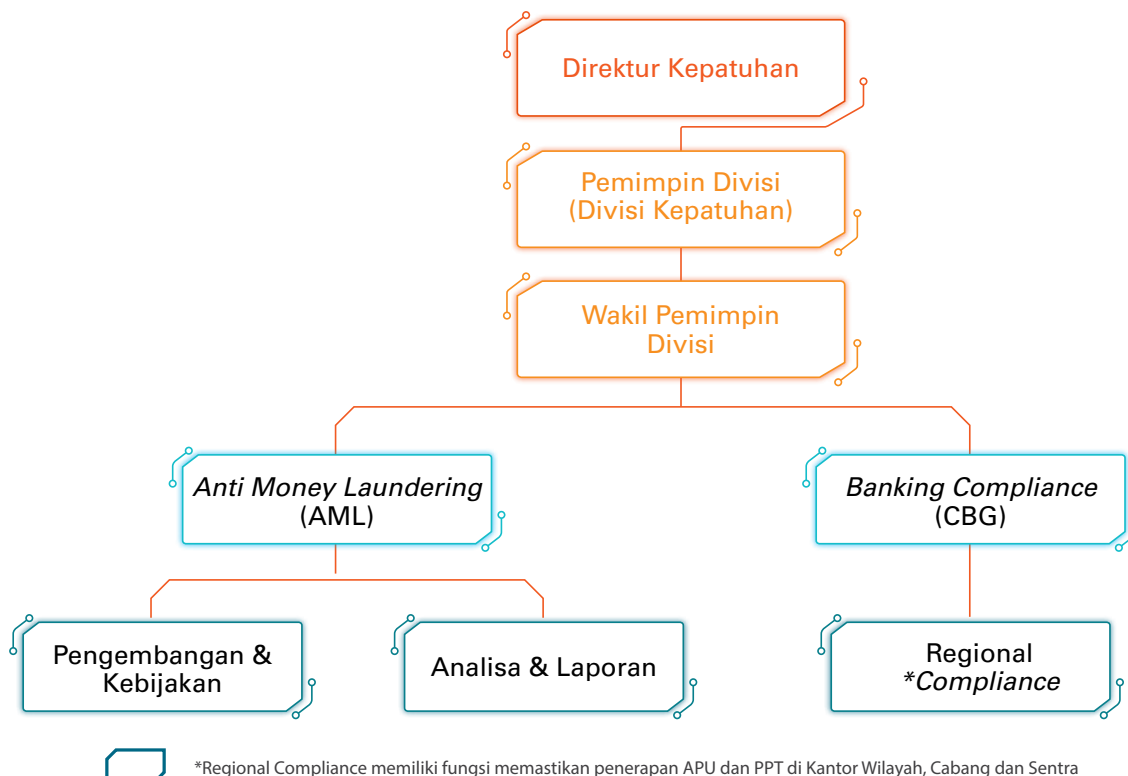 Direktur Kepatuhan
Pemimpin Divisi
(Divisi Kepatuhan)
Wakil Pemimpin
Divisi
Anti Money Laundering
(AML)
Banking Compliance
(CBG)
Pengembangan &
Kebijakan
Analisa & Laporan
Regional
*Compliance
*Regional Compliance memiliki fungsi memastikan penerapan APU dan PPT di Kantor Wilayah, Cabang dan Sentra